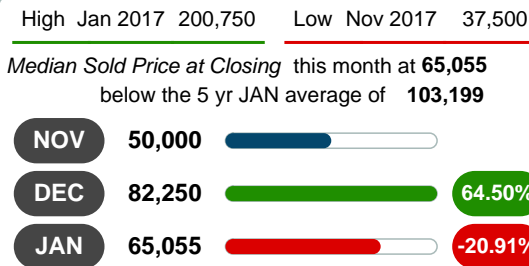 High Jan 2017 200,750 Low Nov 2017 37,500
Median Sold Price at Closing this month at 65,055
below the 5 yr JAN average of 103,199
NOV 50,000
DEC 82,250 64.50%
JAN 65,055 -20.91%